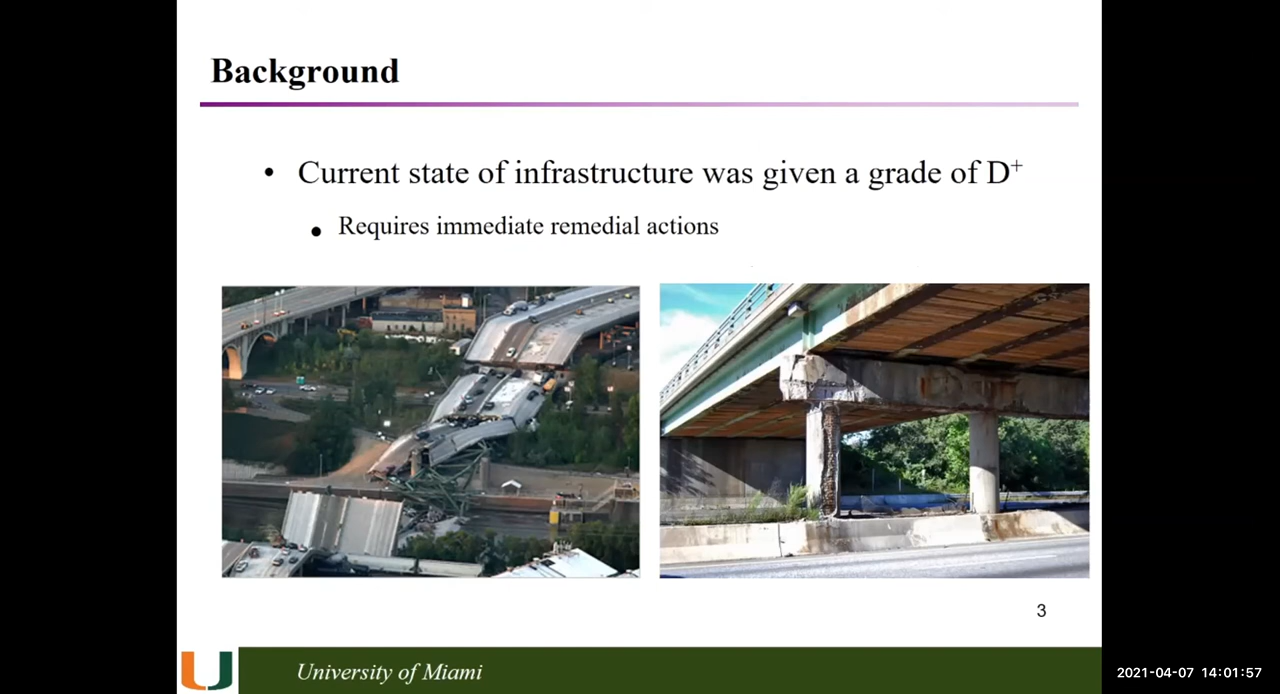 Background
• Current state of infrastructure was given a grade of D⁺
• Requires immediate remedial actions
3
U
University of Miami
2021-04-07 14:01:57